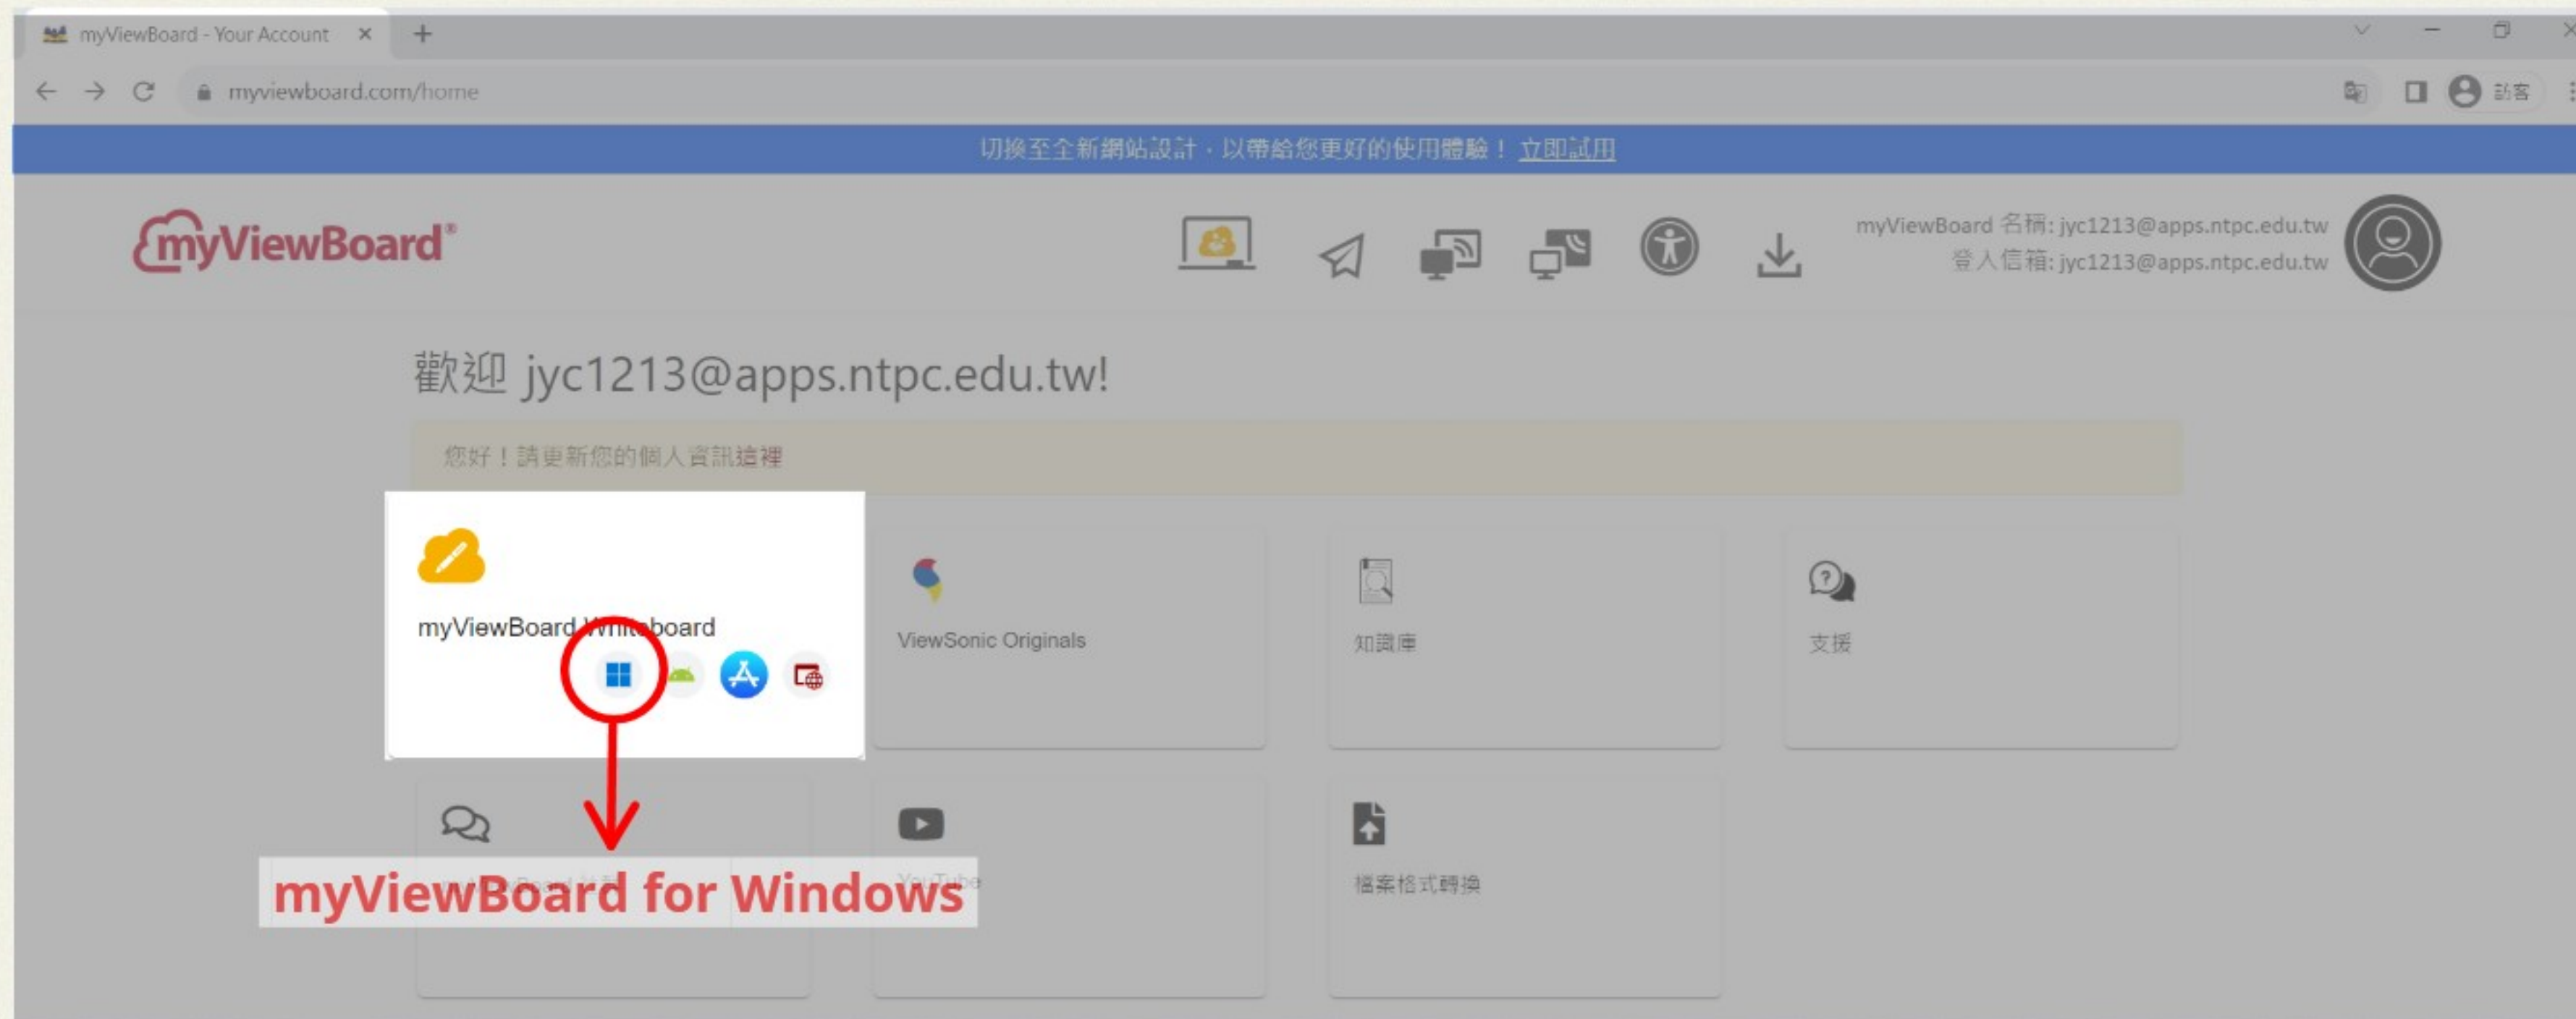 myViewBoard - Your Account
myviewboard.com/home
訪客
切換至全新網站設計，以帶給您更好的使用體驗！ 立即試用
myViewBoard®
myViewBoard 名稱: jyc1213@apps.ntpc.edu.tw
登入信箱: jyc1213@apps.ntpc.edu.tw
歡迎 jyc1213@apps.ntpc.edu.tw!
您好！請更新您的個人資訊這裡
myViewBoard Whiteboard
ViewSonic Originals
知識庫
支援
myViewBoard
YouTube
檔案格式轉換
myViewBoard for Windows